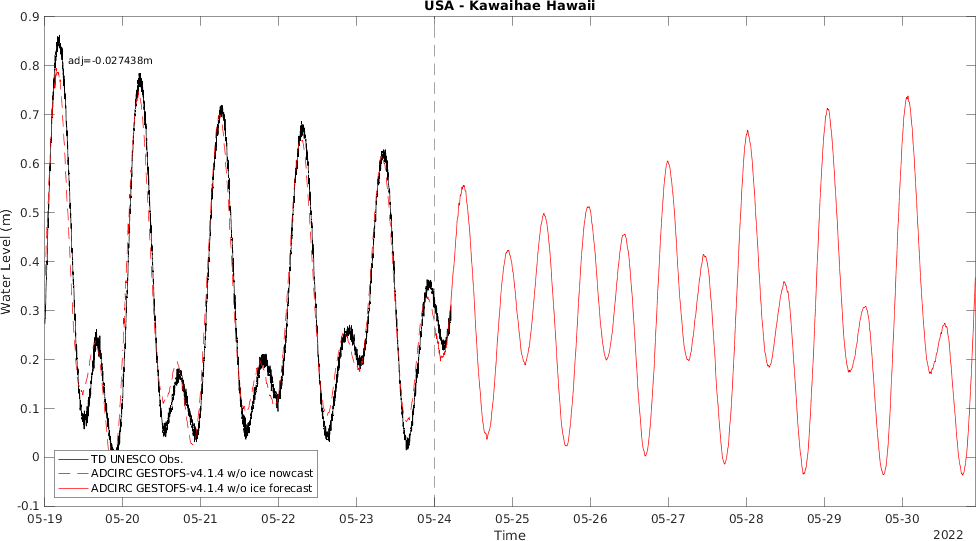 USA - Kawaihae Hawaii
adj=-0.027438m
Water Level (m)
0.9
0.8
0.7
0.6
0.5
0.4
0.3
0.2
0.1
0
-0.1
TD UNESCO Obs.
ADCIRC GESTOFS-v4.1.4 w/o ice nowcast
ADCIRC GESTOFS-v4.1.4 w/o ice forecast
05-19 05-20 05-21 05-22 05-23 05-24 05-25 05-26 05-27 05-28 05-29 05-30
Time
2022